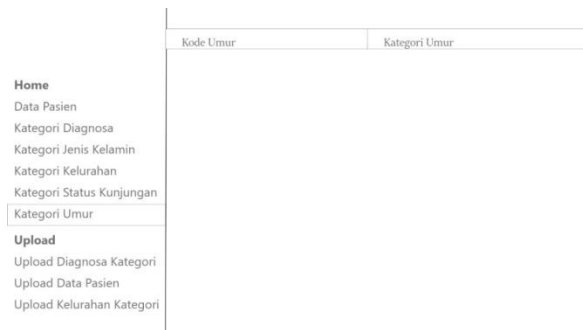 Kode Umur Kategori Umur
Home
Data Pasien
Kategori Diagnosa
Kategori Jenis Kelamin
Kategori Kelurahan
Kategori Status Kunjungan
Kategori Umur
Upload
Upload Diagnosa Kategori
Upload Data Pasien
Upload Kelurahan Kategori